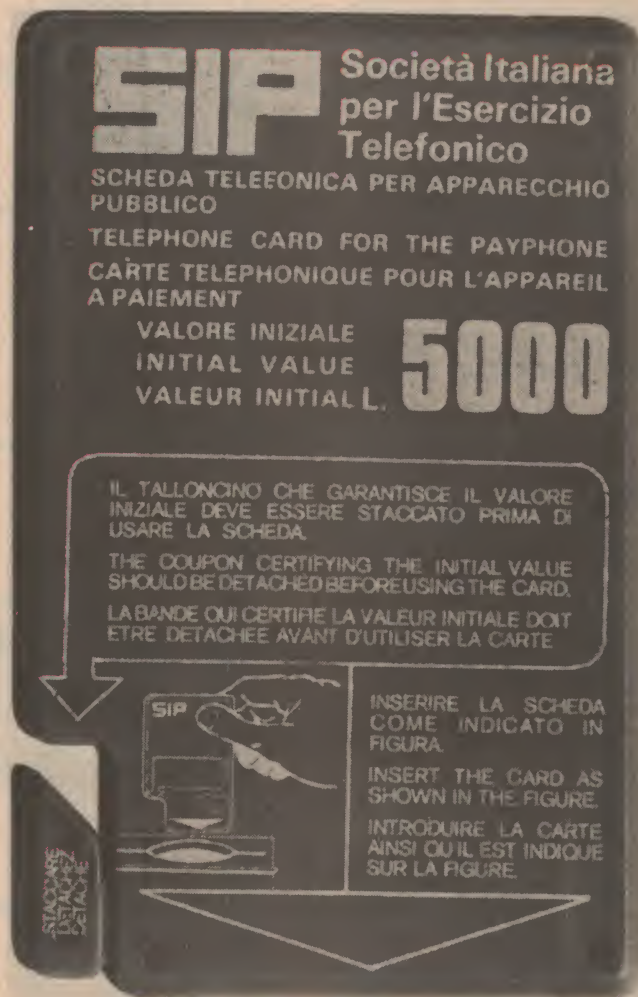 SIP
Società Italiana
per l'Esercizio
Telefonico
SCHEDA TELEFONICA PER APPARECCHIO
PUBBLICO
TELEPHONE CARD FOR THE PAYPHONE
CARTE TELEPHONIQUE POUR L'APPAREIL
A PAIEMENT
VALORE INIZIALE
INITIAL VALUE
VALEUR INITIAL L. 5000
IL TALLONCINO CHE GARANTISCE IL VALORE
INIZIALE DEVE ESSERE STACCATO PRIMA DI
USARE LA SCHEDA.
THE COUPON CERTIFYING THE INITIAL VALUE
SHOULD BE DETACHED BEFORE USING THE CARD.
LA BANDE QUI CERTIFIE LA VALEUR INITIALE DOIT
ETRE DETACHEE AVANT D'UTILISER LA CARTE
SIP
INSERIRE LA SCHEDA
COME INDICATO IN
FIGURA.
INSERT THE CARD AS
SHOWN IN THE FIGURE.
INTRODUIRE LA CARTE
AINSI QU'IL EST INDIQUE
SUR LA FIGURE.
STACCARE
DETACHEZ
DETACHE